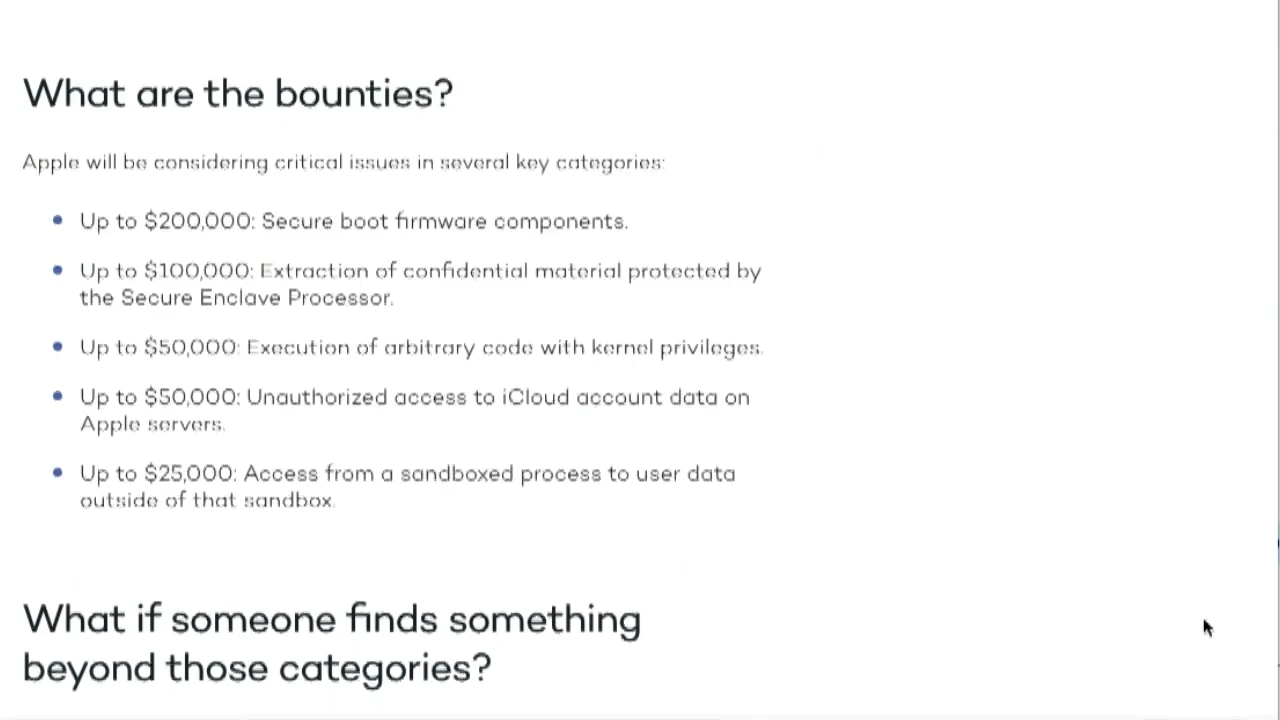 What are the bounties?
Apple will be considering critical issues in several key categories:
Up to $200,000: Secure boot firmware components.
Up to $100,000: Extraction of confidential material protected by
the Secure Enclave Processor.
Up to $50,000: Execution of arbitrary code with kernel privileges.
Up to $50,000: Unauthorized access to iCloud account data on
Apple servers.
Up to $25,000: Access from a sandboxed process to user data
outside of that sandbox.
What if someone finds something
beyond those categories?